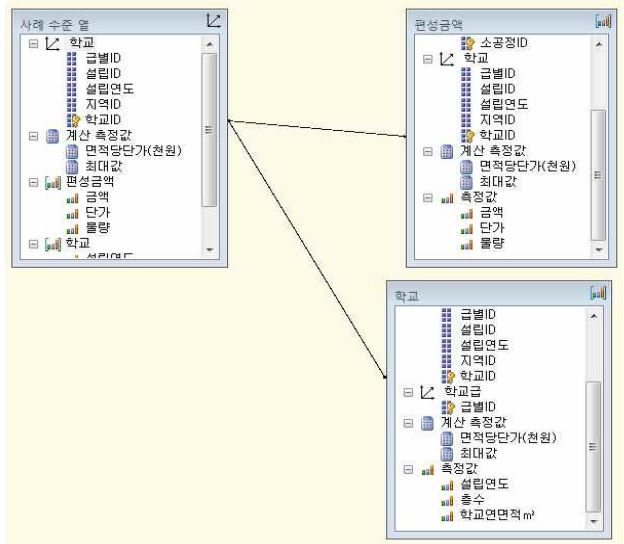 사례 수준 열
학교
급별ID
설립ID
설립연도
지역ID
학교ID
계산 측정값
면적당단가(천원)
최대값
편성금액
금액
단가
물량
학교
설립연도
편성금액
소공정ID
학교
급별ID
설립ID
설립연도
지역ID
학교ID
계산 측정값
면적당단가(천원)
최대값
측정값
금액
단가
물량
학교
급별ID
설립ID
설립연도
지역ID
학교ID
학교급
급별ID
계산 측정값
면적당단가(천원)
최대값
측정값
설립연도
층수
학교연면적㎡